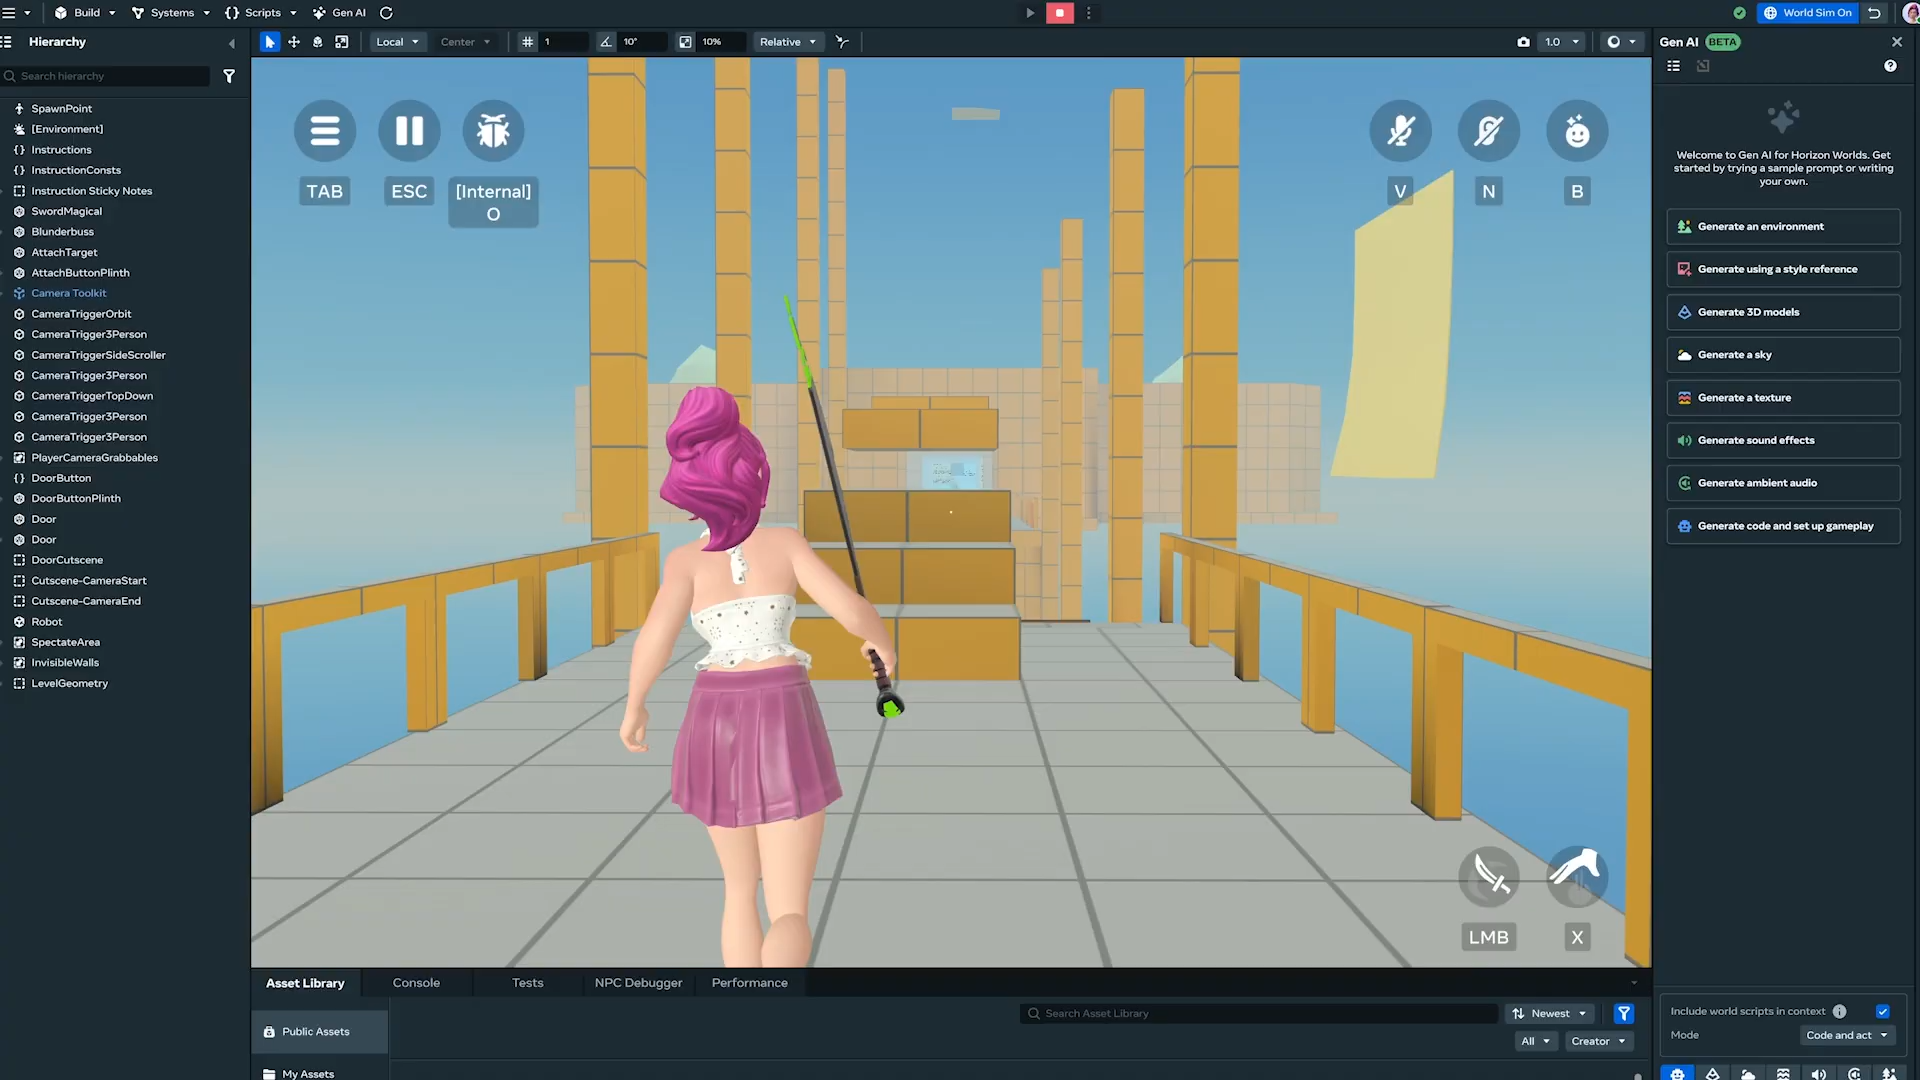 Build
Systems
Scripts
Gen AI
World Sim On
Hierarchy
Local
Center
1
10°
10%
Relative
1.0
Gen AI BETA
Search hierarchy
SpawnPoint
[Environment]
Instructions
InstructionConsts
Instruction Sticky Notes
SwordMagical
Blunderbuss
AttachTarget
AttachButtonPlinth
Camera Toolkit
CameraTriggerOrbit
CameraTrigger3Person
CameraTriggerSideScroller
CameraTrigger3Person
CameraTriggerTopDown
CameraTrigger3Person
CameraTrigger3Person
PlayerCameraGrabbables
DoorButton
DoorButtonPlinth
Door
Door
DoorCutscene
Cutscene-CameraStart
Cutscene-CameraEnd
Robot
SpectateArea
InvisibleWalls
LevelGeometry
TAB
ESC
[Internal]
O
V
N
B
LMB
X
Welcome to Gen AI for Horizon Worlds. Get
started by trying a sample prompt or writing
your own.
Generate an environment
Generate using a style reference
Generate 3D models
Generate a sky
Generate a texture
Generate sound effects
Generate ambient audio
Generate code and set up gameplay
Asset Library
Console
Tests
NPC Debugger
Performance
Public Assets
Search Asset Library
Newest
All
Creator
My Assets
Include world scripts in context
Mode
Code and act